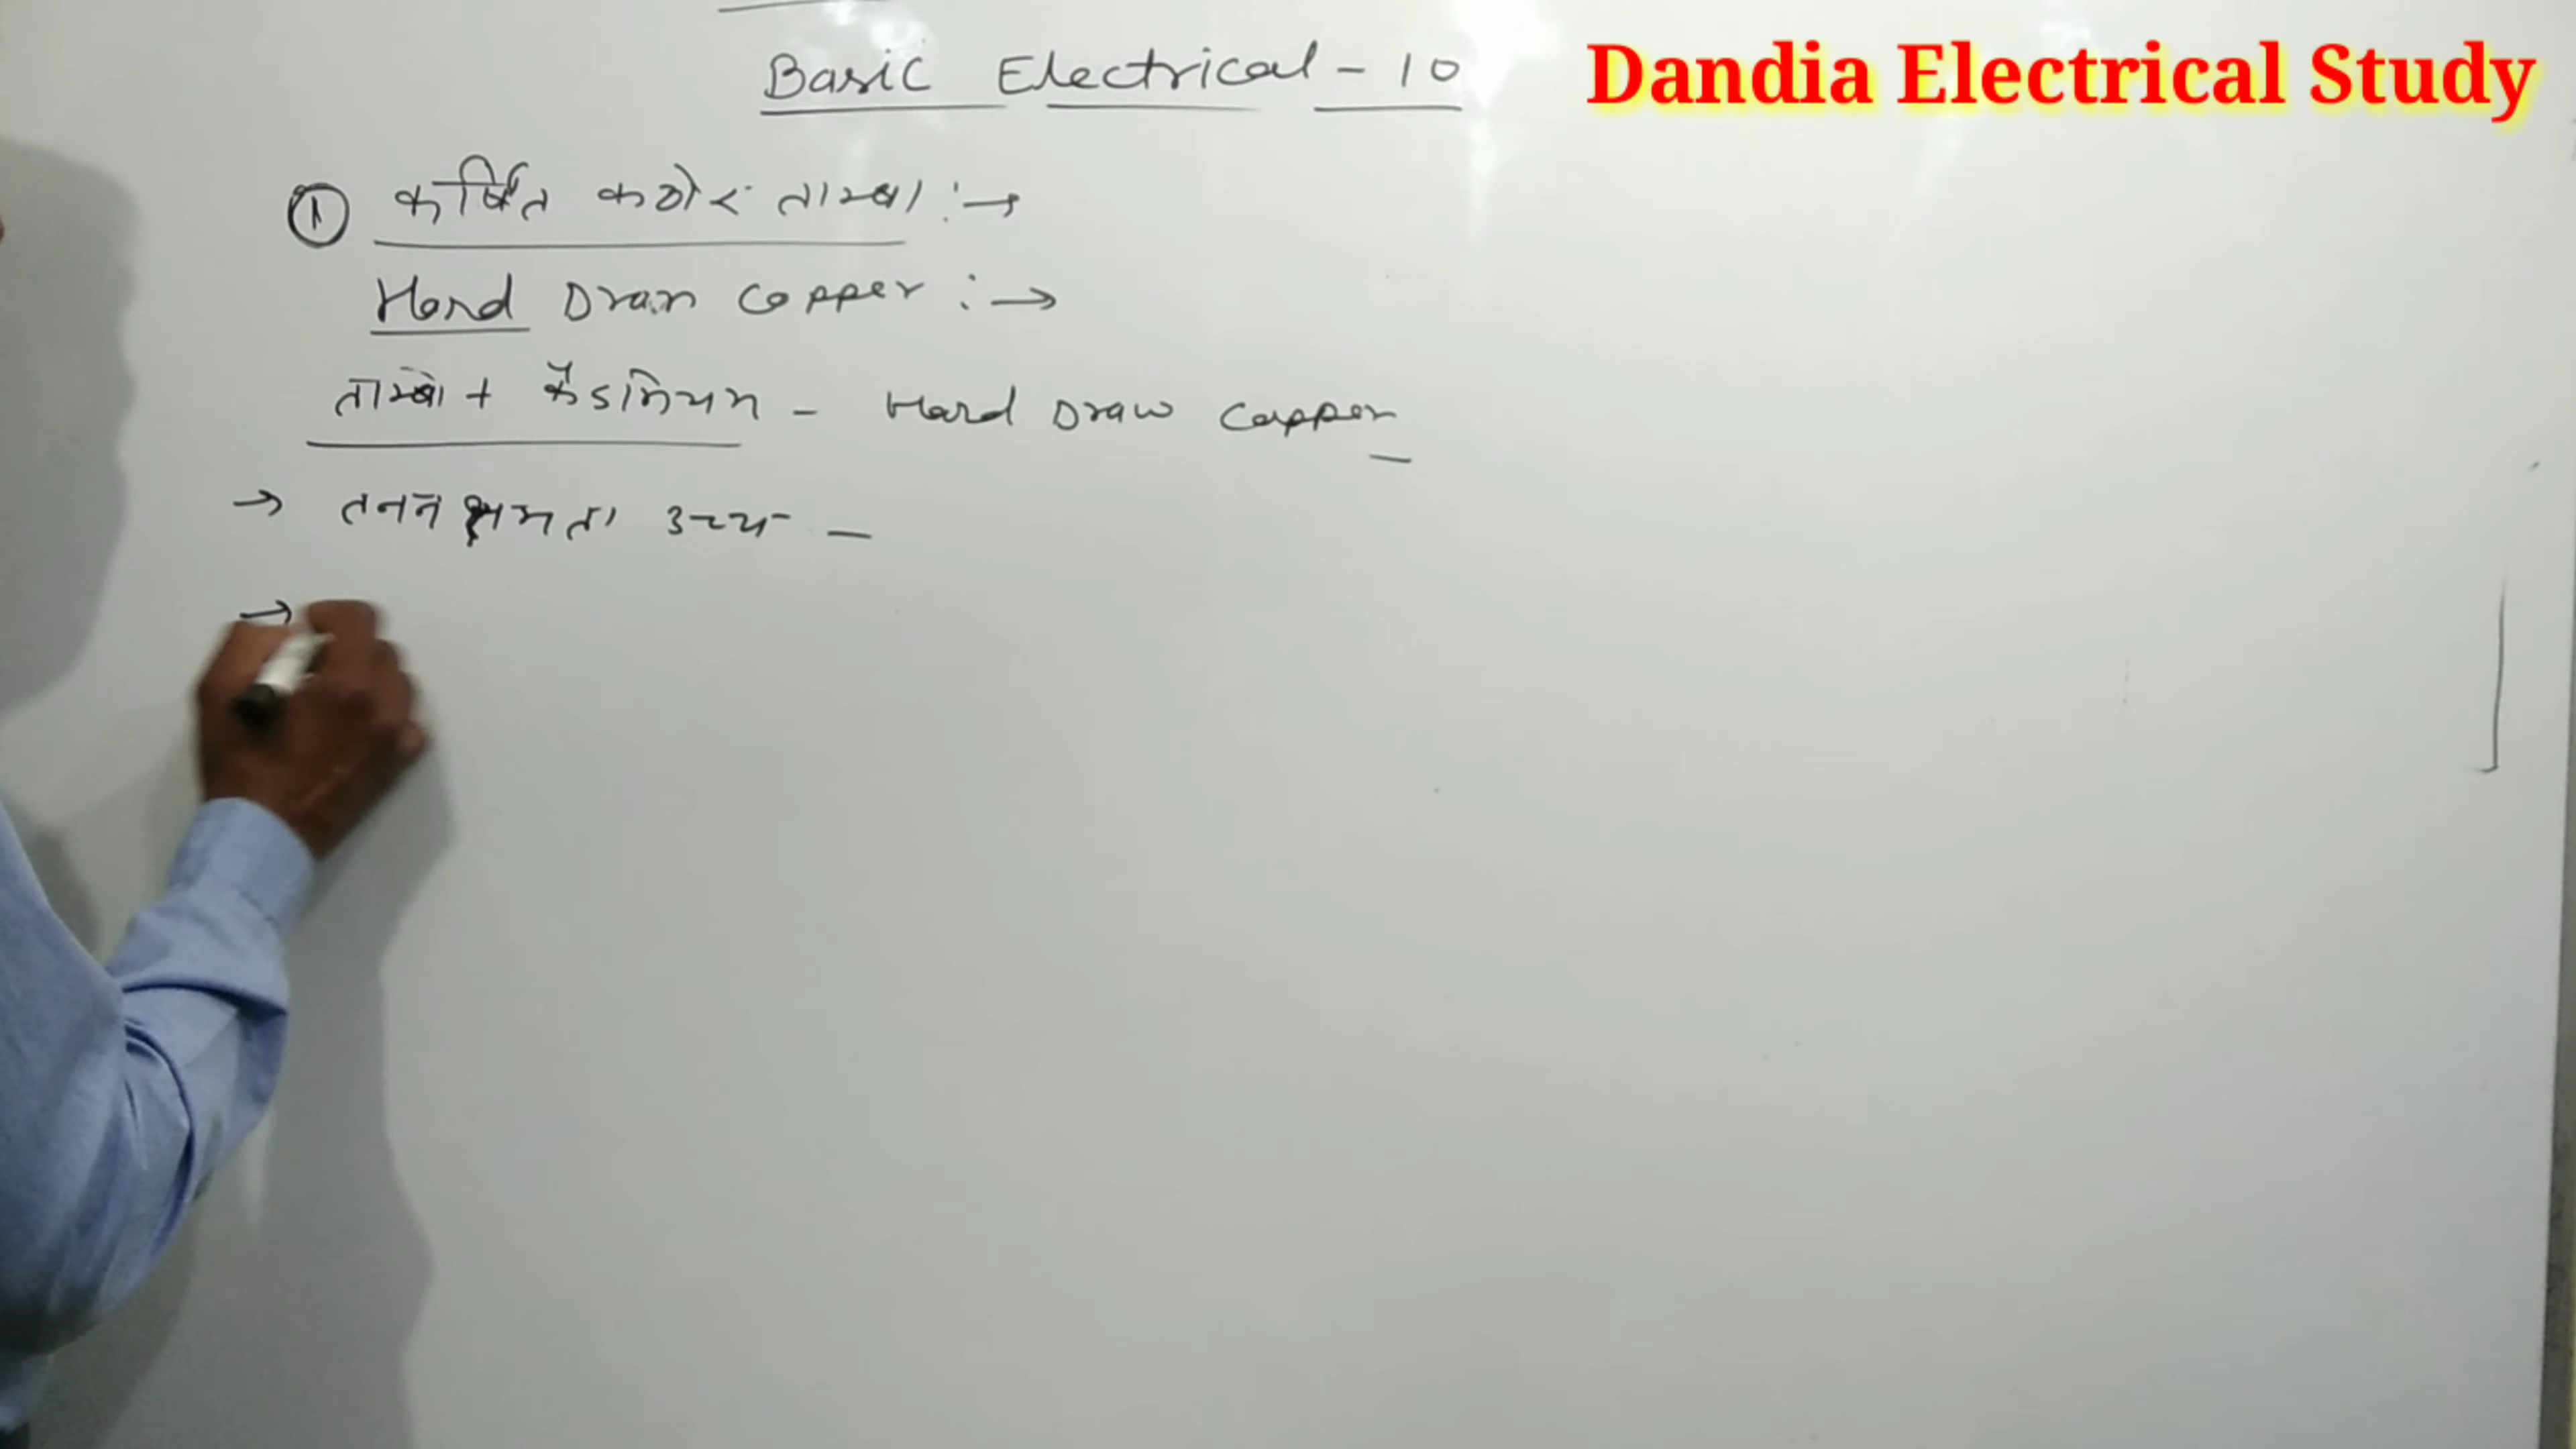 Basic Electrical - 10
Dandia Electrical Study
① कर्षित कठोर ताम्बा :→
Hard Dran Copper :→
ताम्बा + कैडमियम - Hard Draw Copper
→ तनन क्षमता उच्च -
→